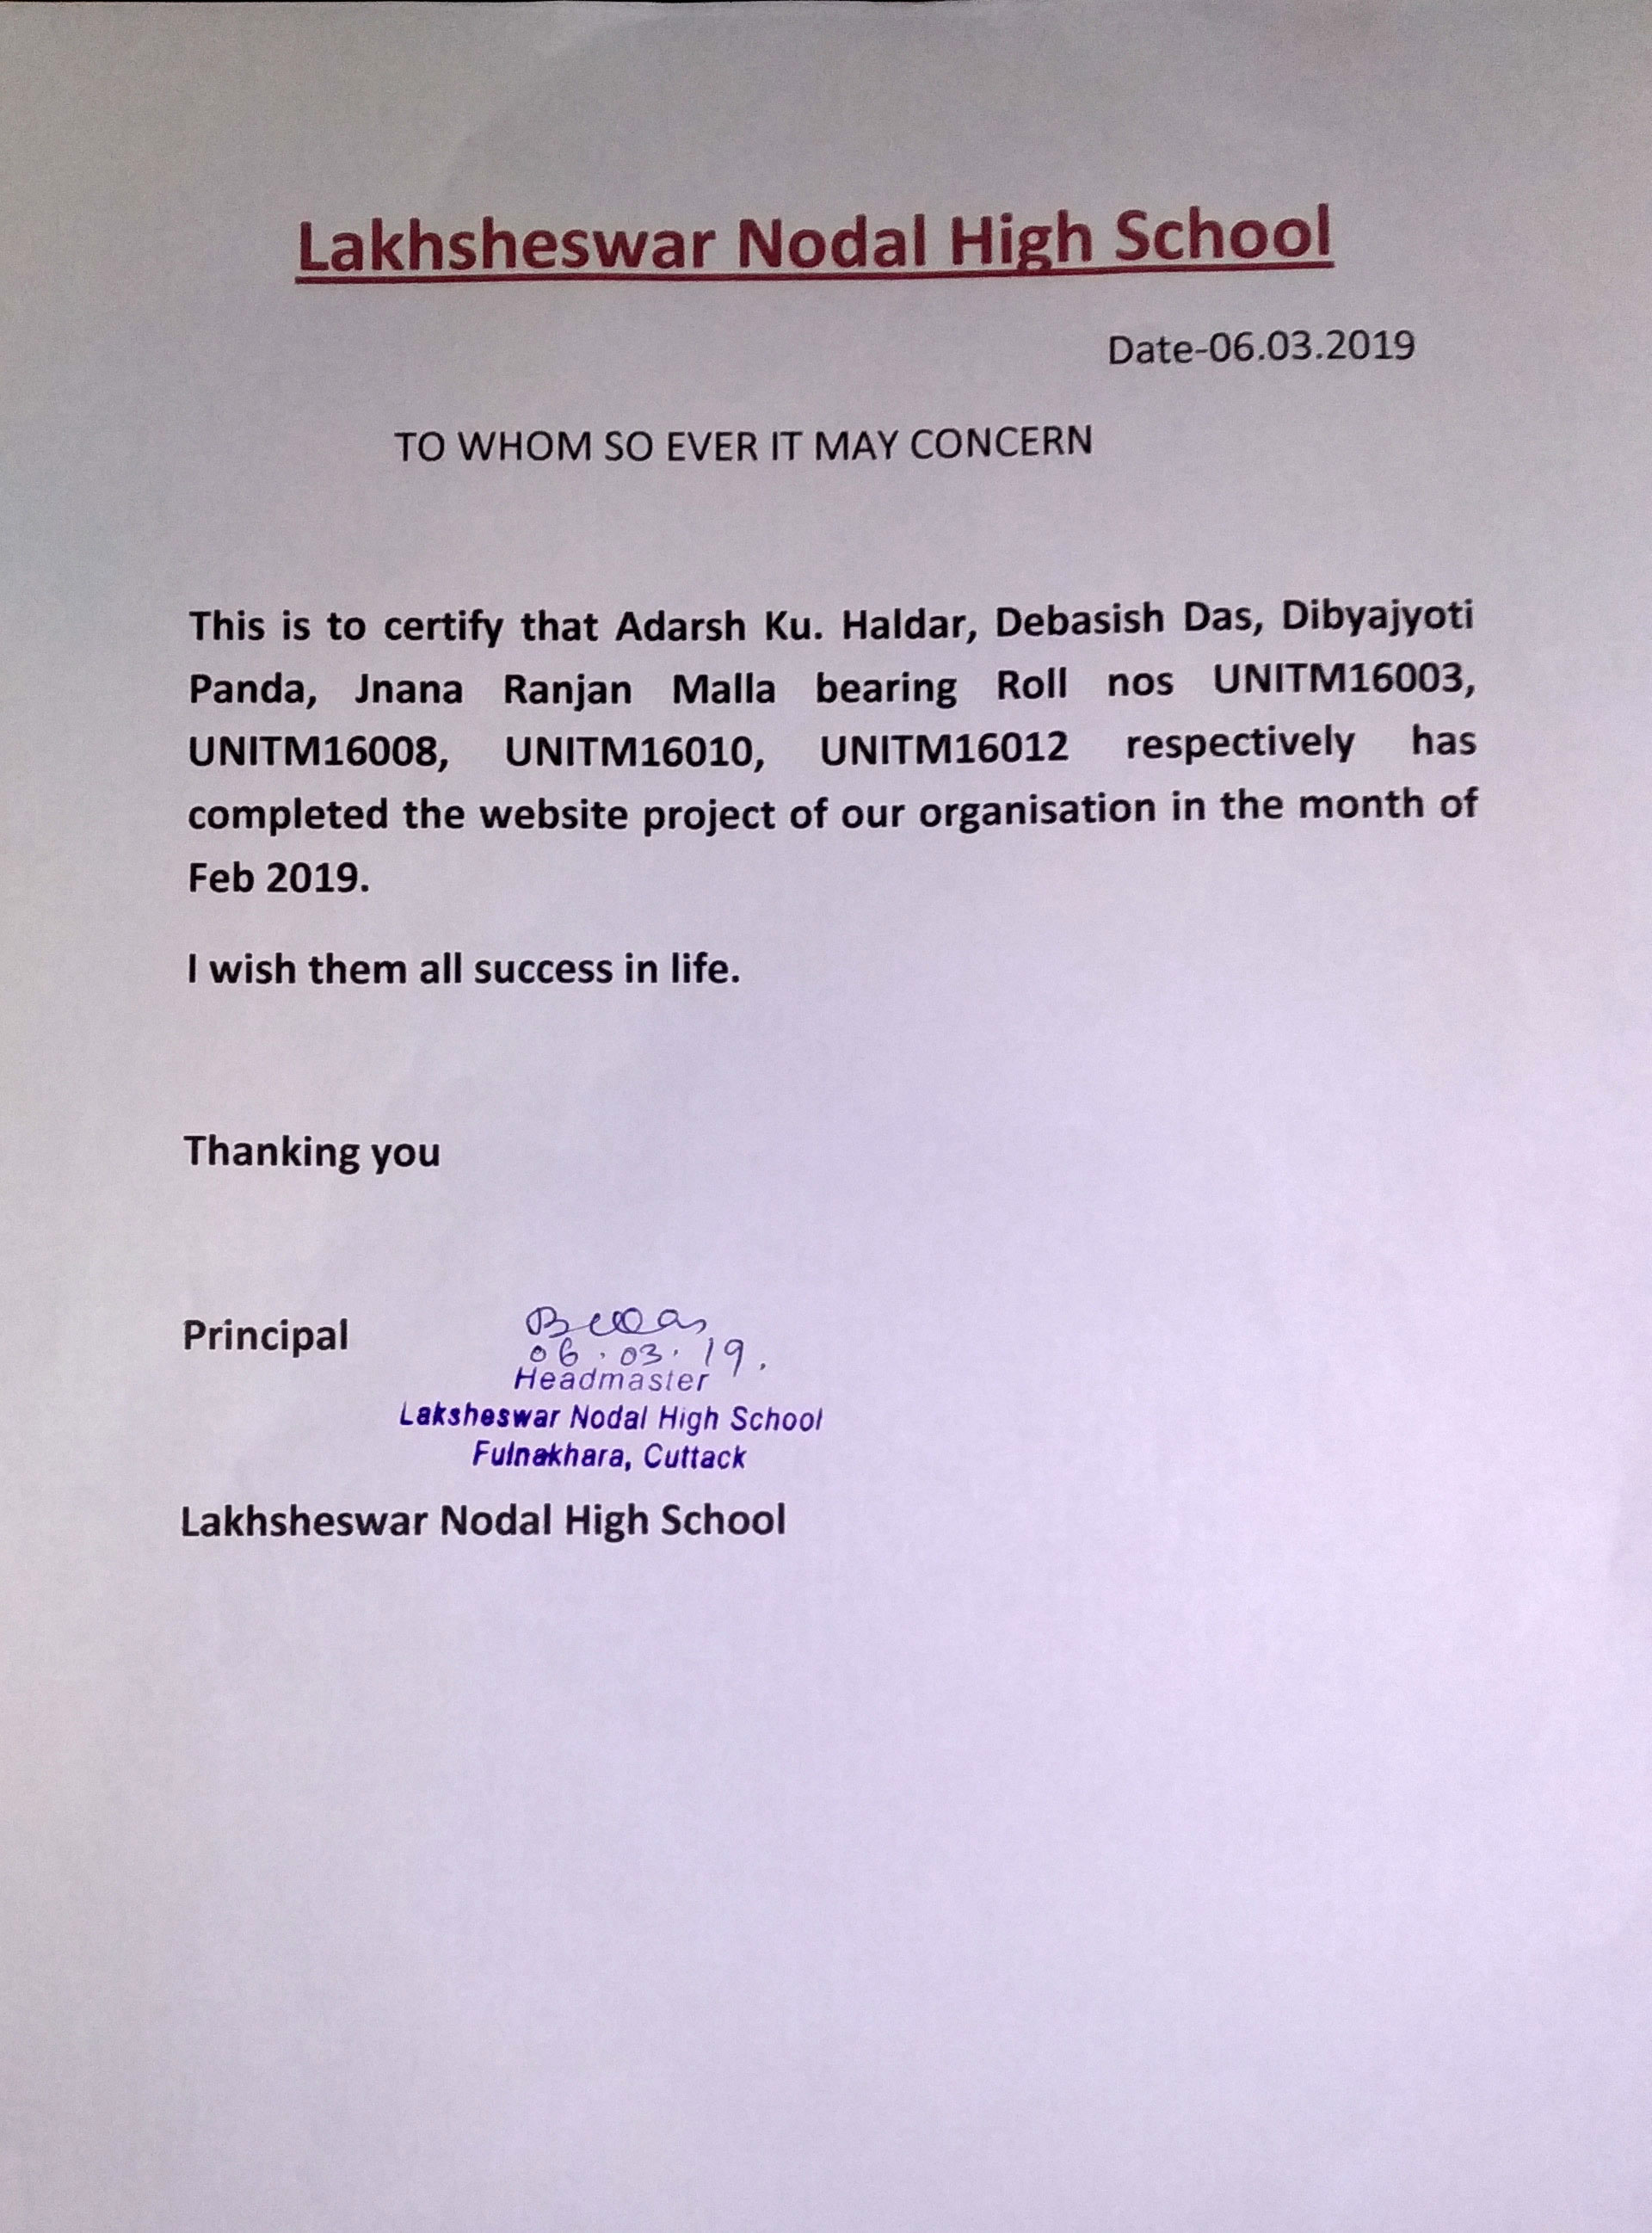 Lakhsheswar Nodal High School
Date-06.03.2019
TO WHOM SO EVER IT MAY CONCERN
This is to certify that Adarsh Ku. Haldar, Debasish Das, Dibyajyoti
Panda, Jnana Ranjan Malla bearing Roll nos UNITM16003,
UNITM16008, UNITM16010, UNITM16012 respectively has
completed the website project of our organisation in the month of
Feb 2019.
I wish them all success in life.
Thanking you
Principal
06.03.19.
Headmaster
Laksheswar Nodal High School
Fulnakhara, Cuttack
Lakhsheswar Nodal High School